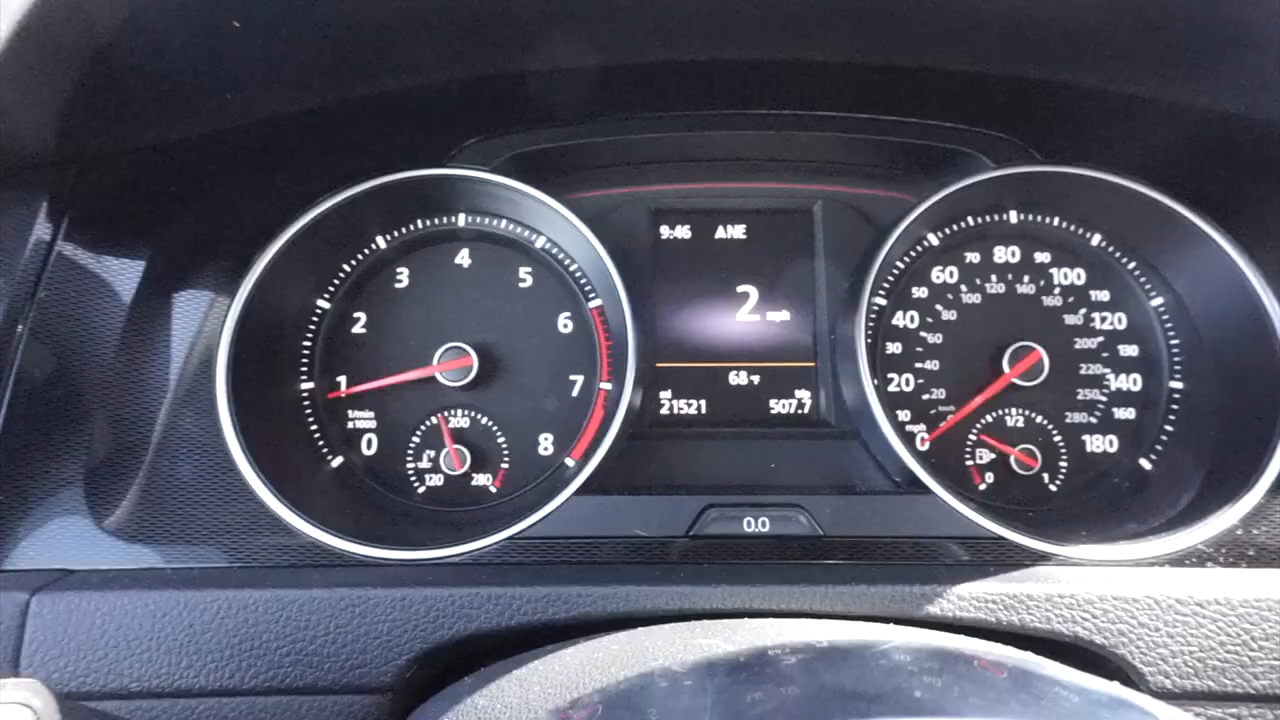 9:46 ANE
2 mph
68 °F
mi trip
21521 507.7
0.0
0 1 2 3 4 5 6 7 8
1/min
x1000
120 200 280
mph
0 10 20 30 40 50 60 70 80 90 100 110 120 130 140 160 180
km/h
20 40 60 80 100 120 140 160 180 200 220 250 280
0 1/2 1